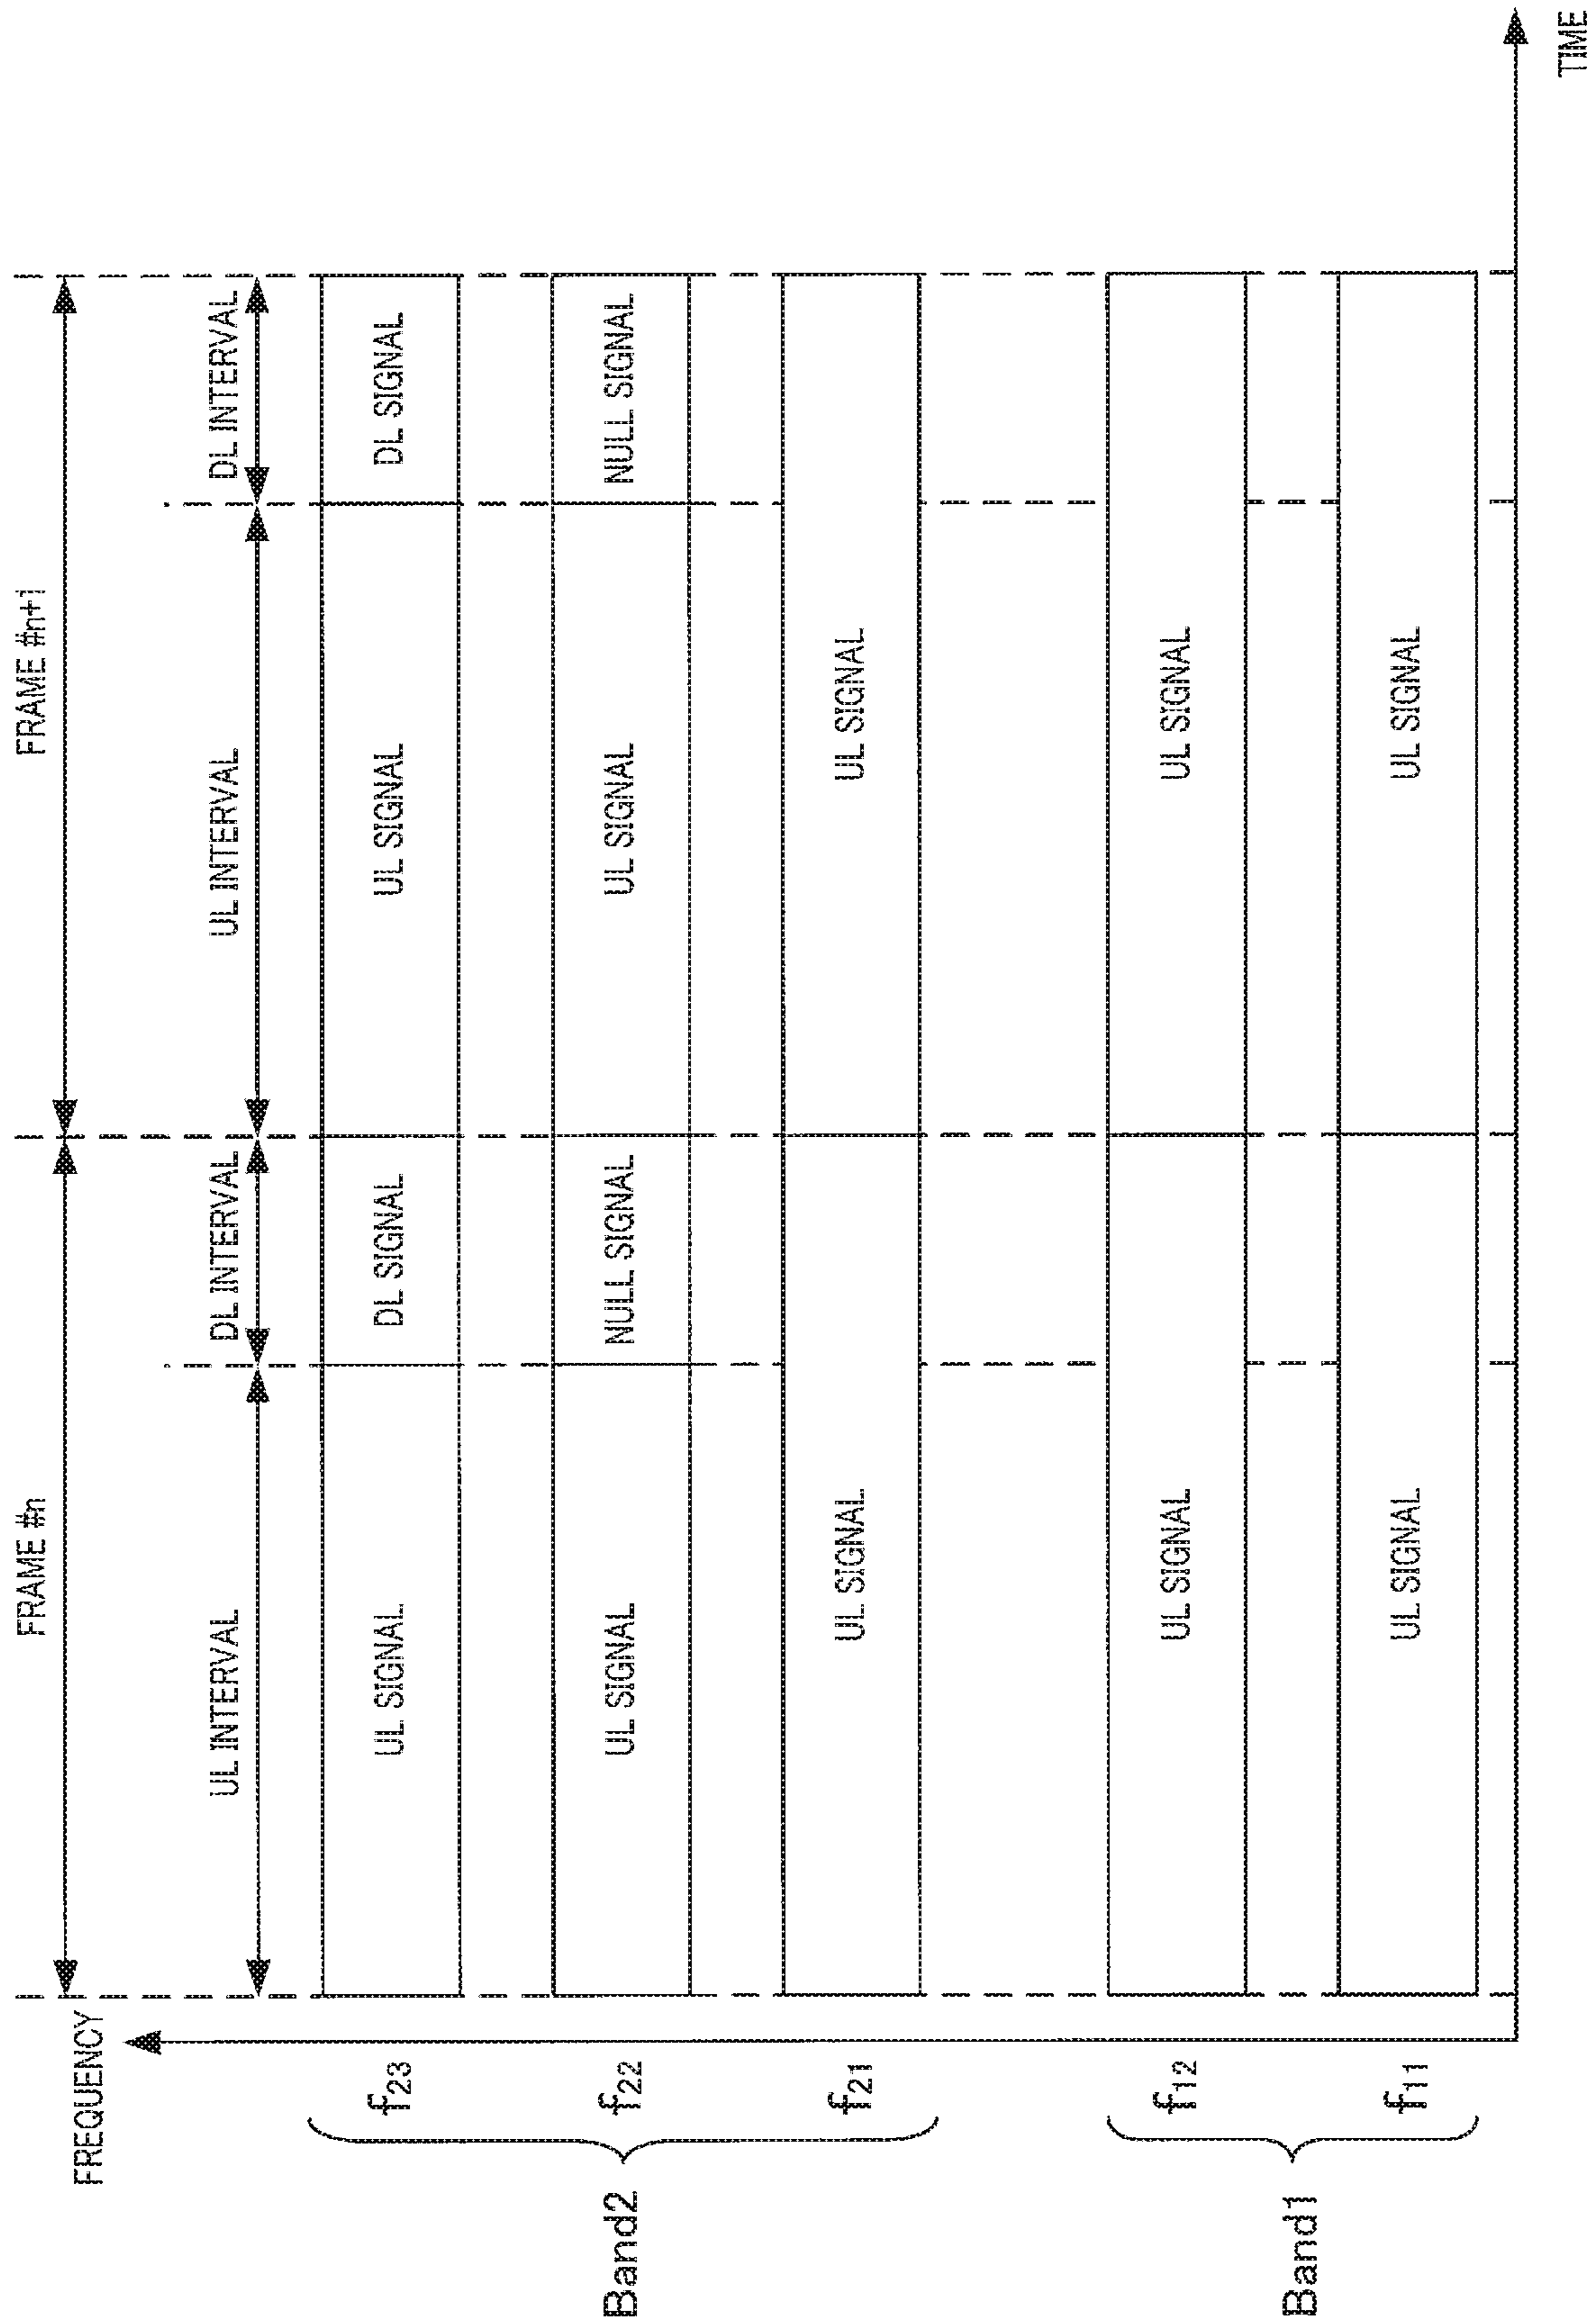 FRAME #n
FRAME #n+1
FREQUENCY
UL INTERVAL
DL INTERVAL
UL INTERVAL
DL INTERVAL
Band2
f23
UL SIGNAL
DL SIGNAL
UL SIGNAL
DL SIGNAL
f22
UL SIGNAL
NULL SIGNAL
UL SIGNAL
NULL SIGNAL
f21
UL SIGNAL
UL SIGNAL
Band1
f12
UL SIGNAL
UL SIGNAL
f11
UL SIGNAL
UL SIGNAL
TIME